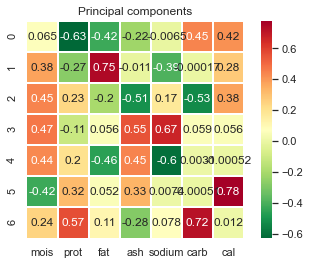 Principal components
0 0.065 -0.63 -0.42 -0.22 -0.0065 0.45 0.42
1 0.38 -0.27 0.75 -0.011 -0.39 -0.00017 0.28
2 0.45 0.23 -0.2 -0.51 0.17 -0.53 0.38
3 0.47 -0.11 0.056 0.55 0.67 0.059 0.056
4 0.44 0.2 -0.46 0.45 -0.6 0.0031 -0.00052
5 -0.42 0.32 0.052 0.33 0.0074 0.78
6 0.24 0.57 0.11 -0.28 0.078 0.72 0.012
mois prot fat ash sodium carb cal
0.6
0.4
0.2
0.0
−0.2
−0.4
−0.6